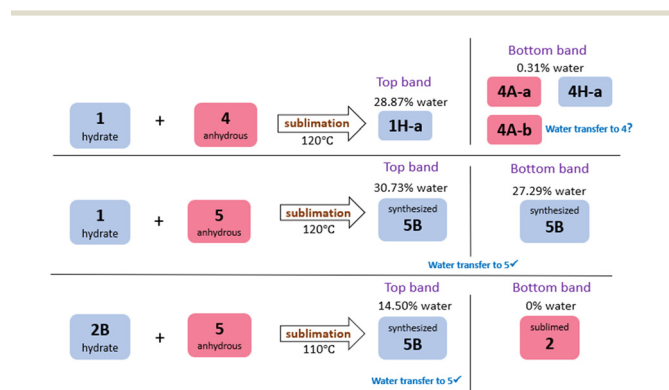 Bottom band
0.31% water
Top band
28.87% water
1
hydrate
+
4
anhydrous
sublimation
120°C
1H-a
4A-a
4H-a
4A-b
Water transfer to 4?
Top band
30.73% water
Bottom band
27.29% water
1
hydrate
+
5
anhydrous
sublimation
120°C
synthesized
5B
synthesized
5B
Water transfer to 5✓
Top band
14.50% water
Bottom band
0% water
2B
hydrate
+
5
anhydrous
sublimation
110°C
synthesized
5B
sublimed
2
Water transfer to 5✓